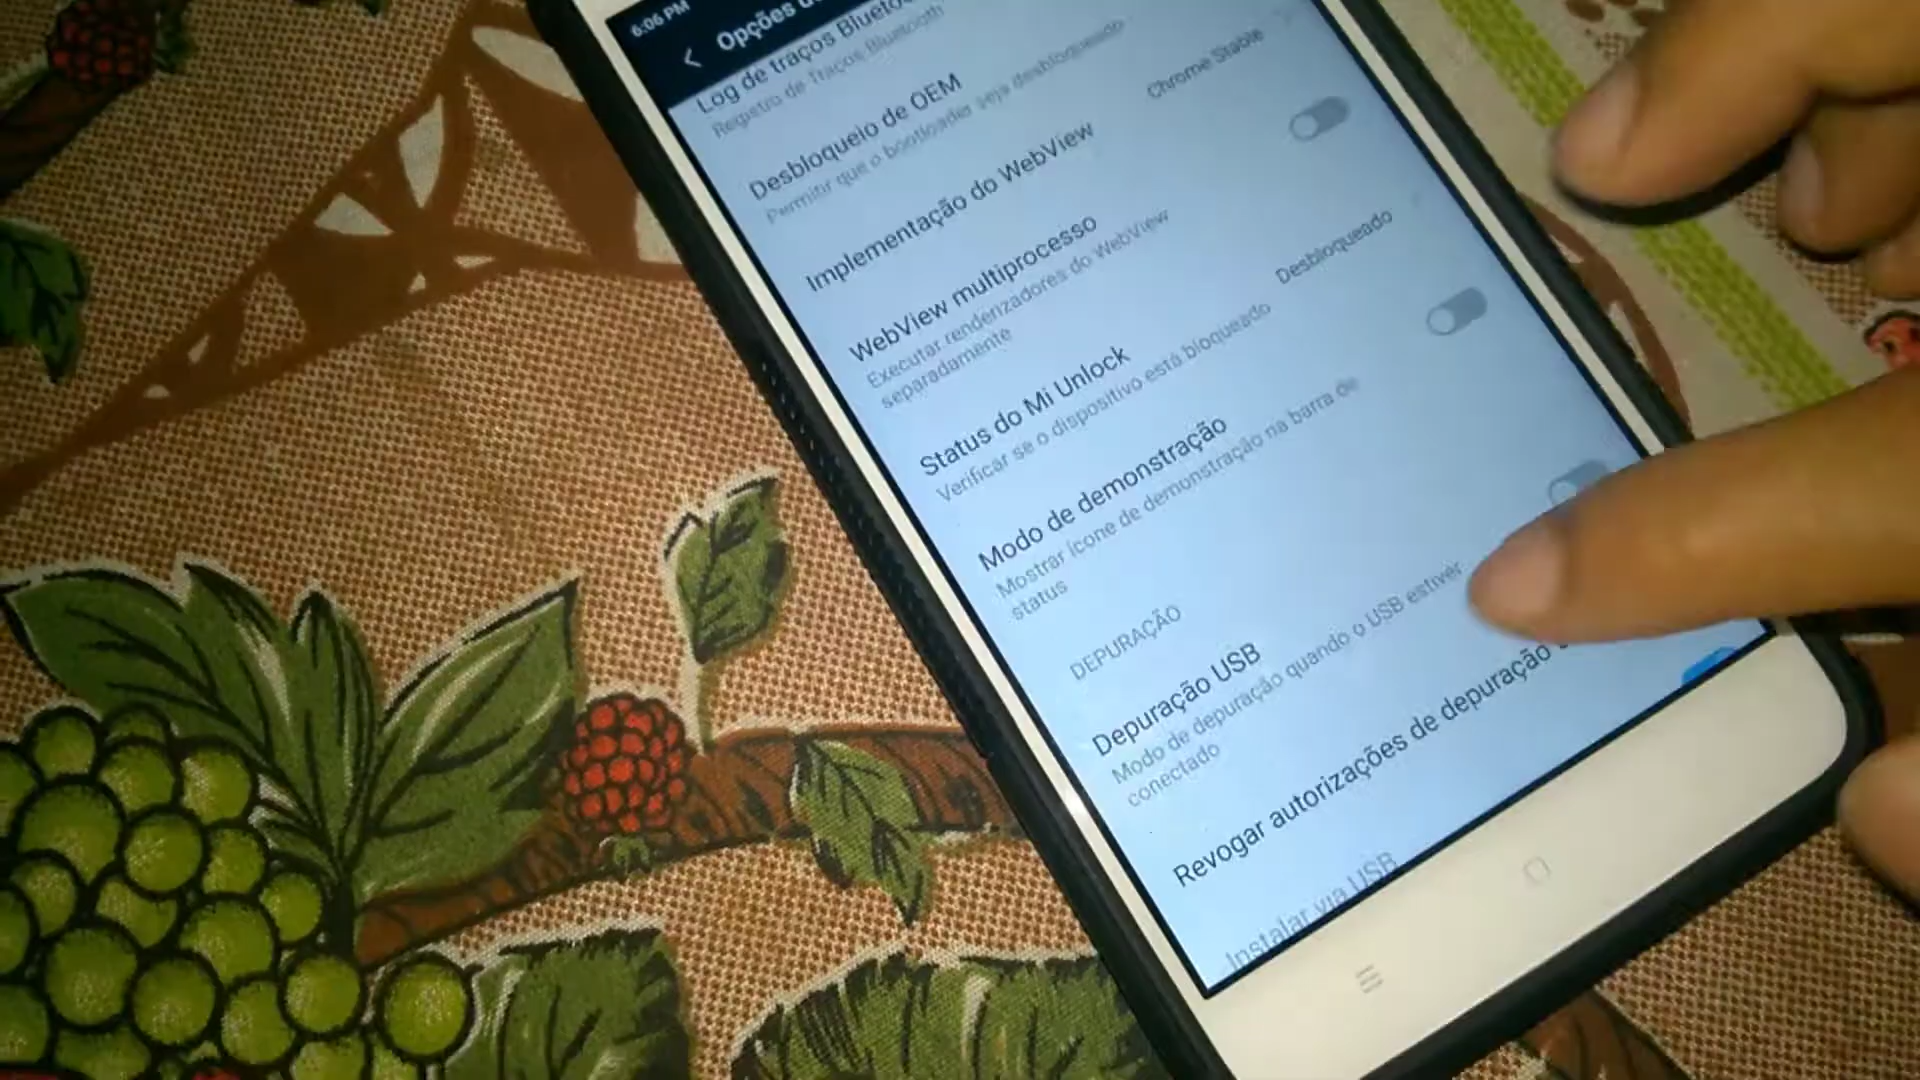 6:06 PM
Opções
Log de traços
Registro de Traços Bluetooth
Desbloqueio de OEM
Permitir que o bootloader seja desbloqueado
Implementação do WebView
Chrome Stable
WebView multiprocesso
Executar renderizadores do WebView
separadamente
Status do Mi Unlock
Verificar se o dispositivo está bloqueado
Desbloqueado
Modo de demonstração
Mostrar ícone de demonstração na barra de
status
DEPURAÇÃO
Depuração USB
Modo de depuração quando o USB estiver
conectado
Revogar autorizações de depuração
Instalar via USB